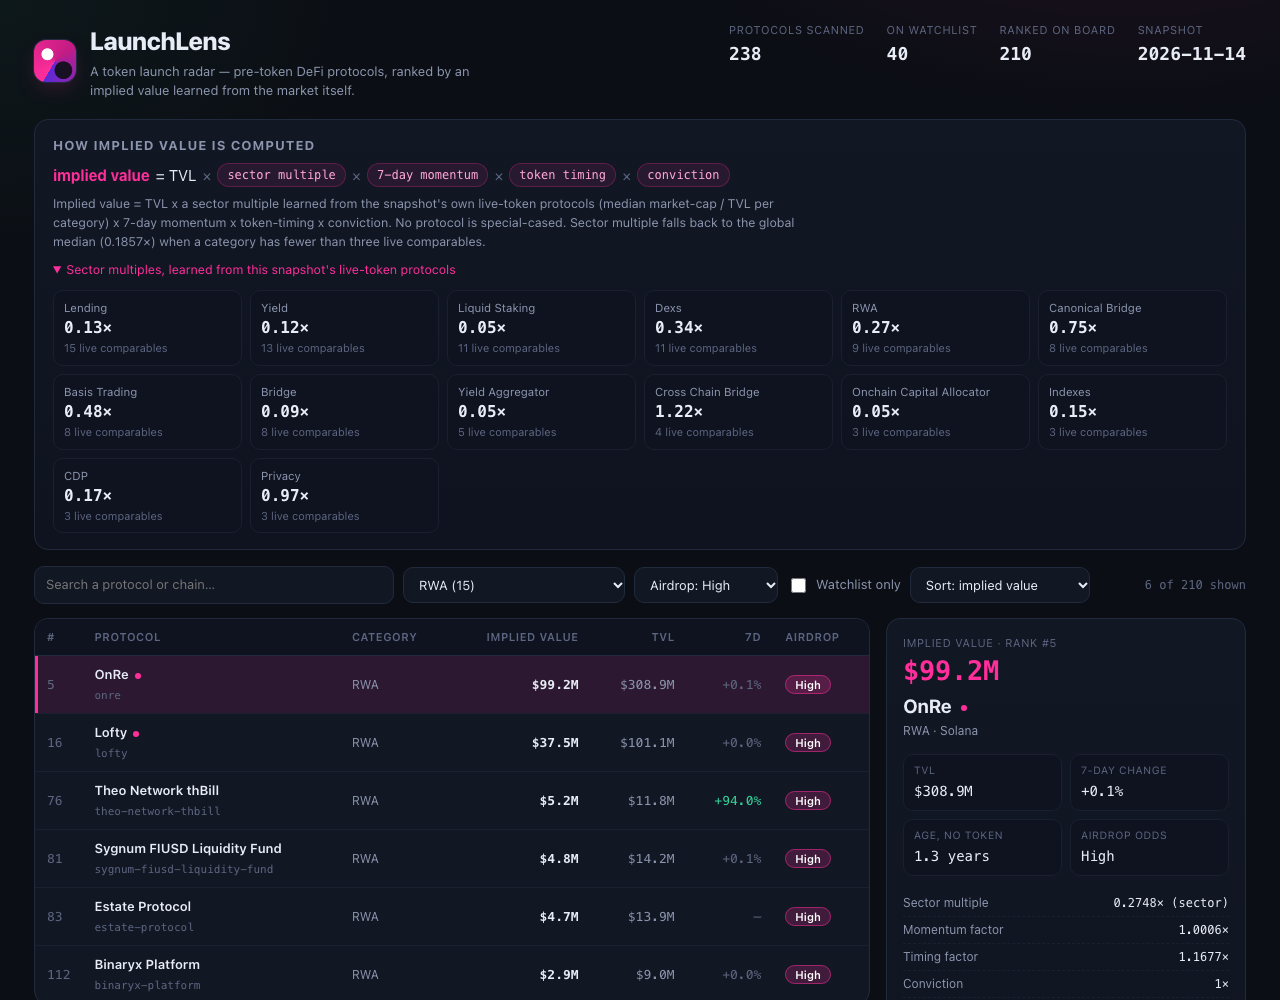 LaunchLens
A token launch radar — pre-token DeFi protocols, ranked by an
implied value learned from the market itself.
PROTOCOLS SCANNED
238
ON WATCHLIST
40
RANKED ON BOARD
210
SNAPSHOT
2026-11-14
HOW IMPLIED VALUE IS COMPUTED
implied value = TVL × sector multiple × 7-day momentum × token timing × conviction
Implied value = TVL x a sector multiple learned from the snapshot's own live-token protocols (median market-cap / TVL per
category) x 7-day momentum x token-timing x conviction. No protocol is special-cased. Sector multiple falls back to the global
median (0.1857×) when a category has fewer than three live comparables.
▼ Sector multiples, learned from this snapshot's live-token protocols
Lending
0.13×
15 live comparables
Yield
0.12×
13 live comparables
Liquid Staking
0.05×
11 live comparables
Dexs
0.34×
11 live comparables
RWA
0.27×
9 live comparables
Canonical Bridge
0.75×
8 live comparables
Basis Trading
0.48×
8 live comparables
Bridge
0.09×
8 live comparables
Yield Aggregator
0.05×
5 live comparables
Cross Chain Bridge
1.22×
4 live comparables
Onchain Capital Allocator
0.05×
3 live comparables
Indexes
0.15×
3 live comparables
CDP
0.17×
3 live comparables
Privacy
0.97×
3 live comparables
Search a protocol or chain… RWA (15) Airdrop: High Watchlist only Sort: implied value 6 of 210 shown
# PROTOCOL CATEGORY IMPLIED VALUE TVL 7D AIRDROP
5 OnRe RWA $99.2M $308.9M +0.1% High
onre
16 Lofty RWA $37.5M $101.1M +0.0% High
lofty
76 Theo Network thBill RWA $5.2M $11.8M +94.0% High
theo-network-thbill
81 Sygnum FIUSD Liquidity Fund RWA $4.8M $14.2M +0.1% High
sygnum-fiusd-liquidity-fund
83 Estate Protocol RWA $4.7M $13.9M — High
estate-protocol
112 Binaryx Platform RWA $2.9M $9.0M +0.0% High
binaryx-platform
IMPLIED VALUE · RANK #5
$99.2M
OnRe
RWA · Solana
TVL
$308.9M
7-DAY CHANGE
+0.1%
AGE, NO TOKEN
1.3 years
AIRDROP ODDS
High
Sector multiple 0.2748× (sector)
Momentum factor 1.0006×
Timing factor 1.1677×
Conviction 1×